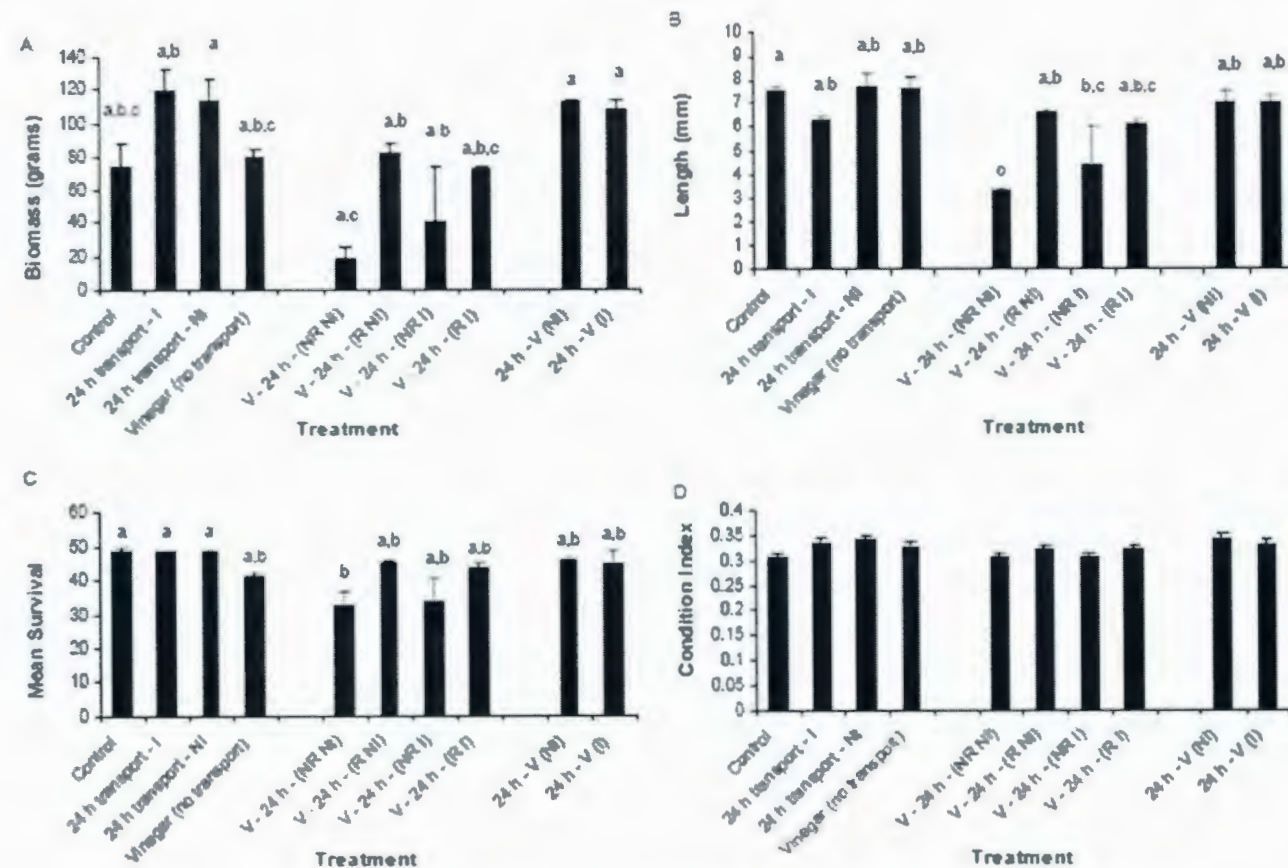 A
Biomass (grams)
140
120
100
80
60
40
20
0
a,b,c
a,b
a
a,b,c
a,c
a,b
a b
a,b,c
a
a
Control
24 h transport - I
24 h transport - NI
Vinegar (no transport)
V - 24 h - (NR NI)
V - 24 h - (R NI)
V - 24 h - (NR I)
V - 24 h - (R I)
24 h - V (NI)
24 h - V (I)
Treatment
B
Length (mm)
10
9
8
7
6
5
4
3
2
1
0
a
a b
a,b
a,b
c
a,b
b,c
a,b,c
a,b
a,b
Control
24 h transport - I
24 h transport - NI
Vinegar (no transport)
V - 24 h - (NR NI)
V - 24 h - (R NI)
V - 24 h - (NR I)
V - 24 h - (R I)
24 h - V (NI)
24 h - V (I)
Treatment
C
Mean Survival
60
50
40
30
20
10
0
a
a
a
a,b
b
a,b
a,b
a,b
a,b
a,b
Control
24 h transport - I
24 h transport - NI
Vinegar (no transport)
V - 24 h - (NR NI)
V - 24 h - (R NI)
V - 24 h - (NR I)
V - 24 h - (R I)
24 h - V (NI)
24 h - V (I)
Treatment
D
Condition Index
0.4
0.35
0.3
0.25
0.2
0.15
0.1
0.05
0
Control
24 h transport - I
24 h transport - NI
Vinegar (no transport)
V - 24 h - (NR NI)
V - 24 h - (R NI)
V - 24 h - (NR I)
V - 24 h - (R I)
24 h - V (NI)
24 h - V (I)
Treatment